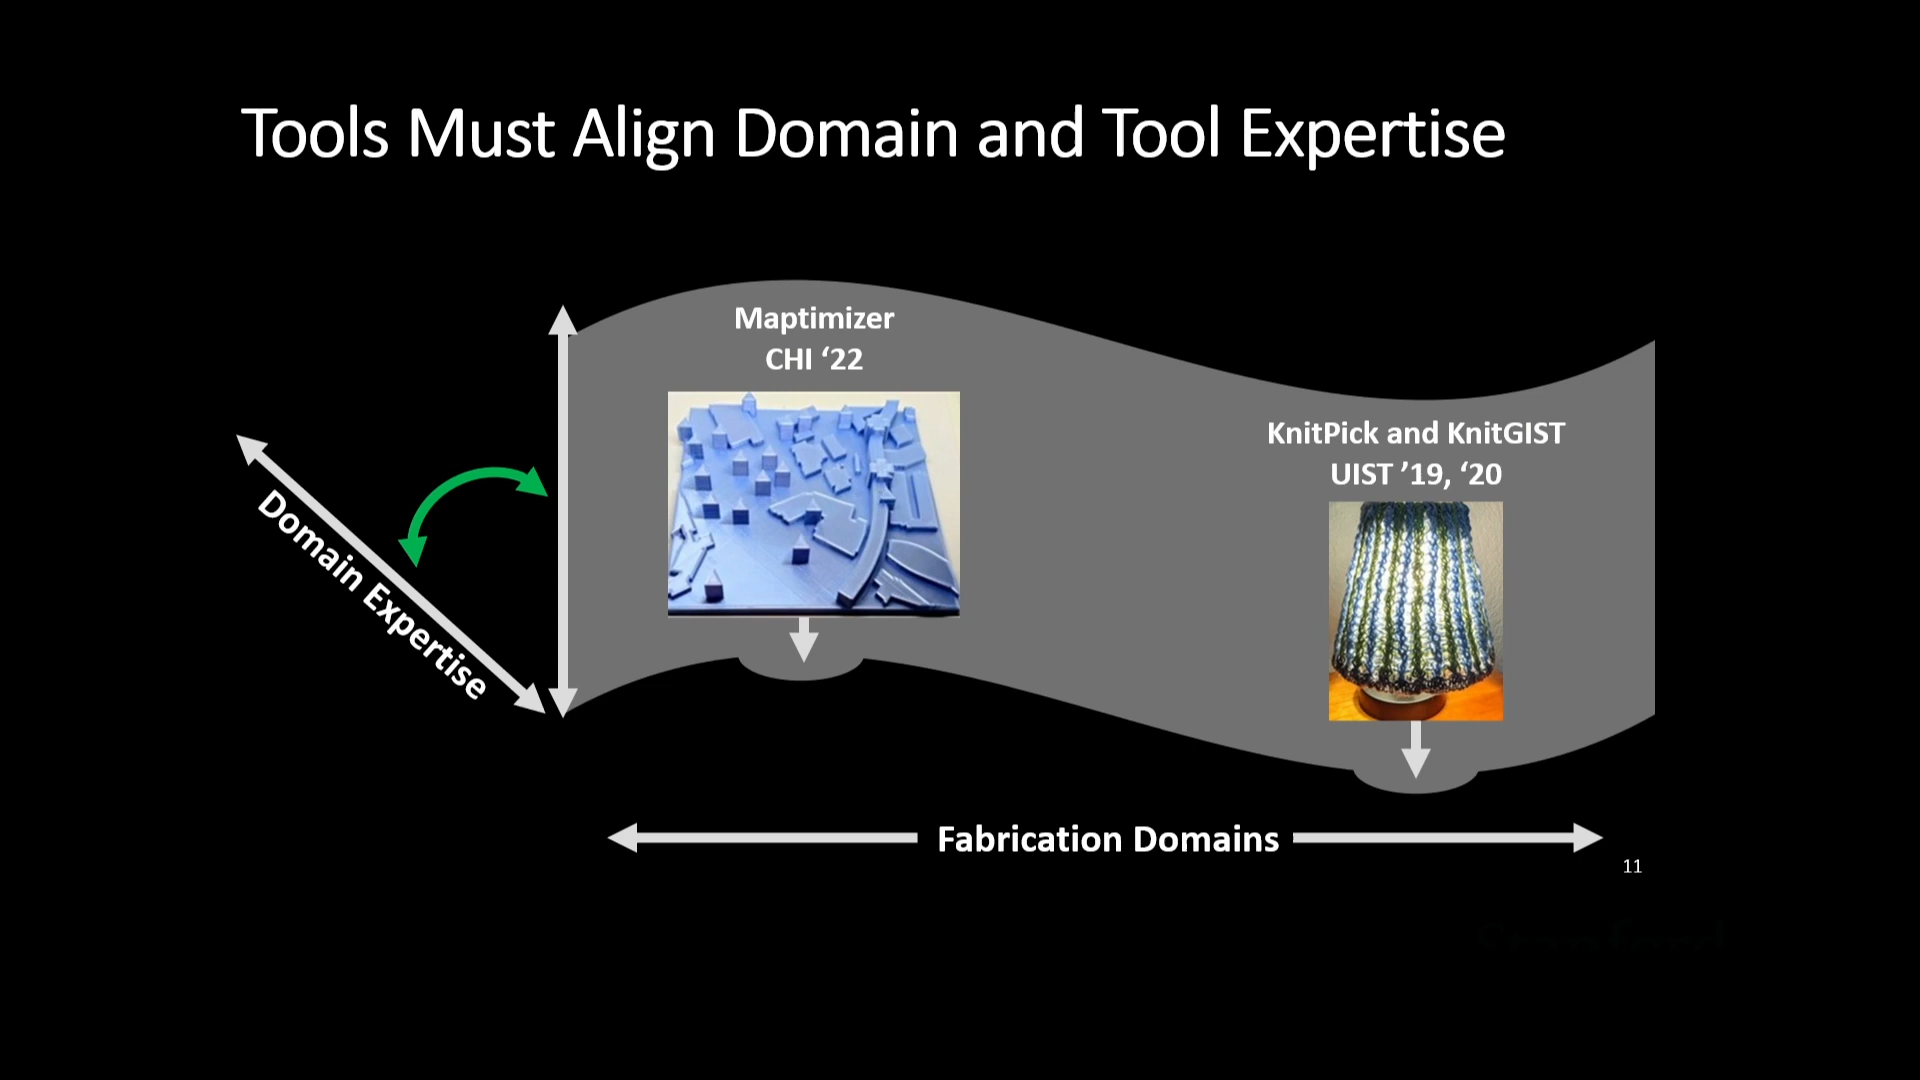 Tools Must Align Domain and Tool Expertise
Maptimizer
CHI ‘22
KnitPick and KnitGIST
UIST ’19, ‘20
Domain Expertise
Fabrication Domains
11